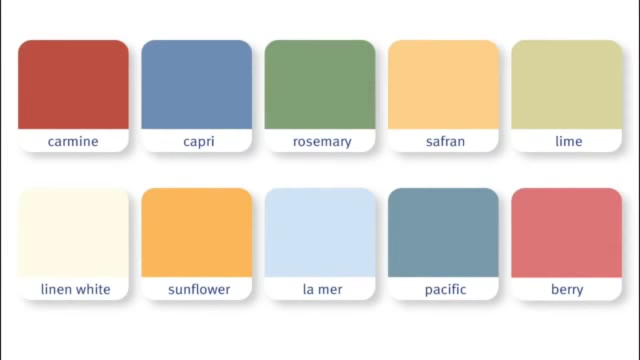 carmine
capri
rosemary
safran
lime
linen white
sunflower
la mer
pacific
berry